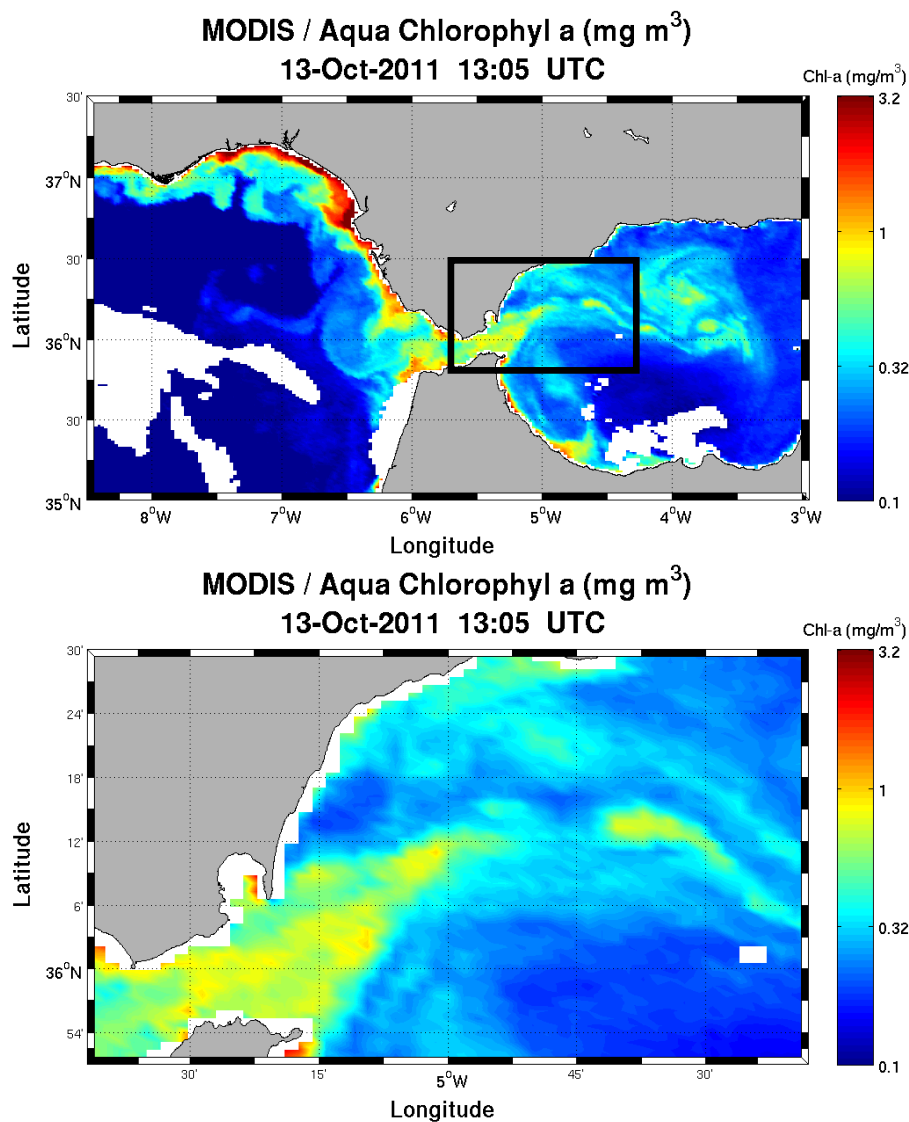 MODIS / Aqua Chlorophyl a (mg m³)
13-Oct-2011 13:05 UTC
Chl-a (mg/m³)
30'
37°N
30'
36°N
30'
35°N
Latitude
8°W 7°W 6°W 5°W 4°W 3°W
Longitude
3.2
1
0.32
0.1
MODIS / Aqua Chlorophyl a (mg m³)
13-Oct-2011 13:05 UTC
Chl-a (mg/m³)
30'
24'
18'
12'
6'
36°N
54'
Latitude
30' 15' 5°W 45' 30'
Longitude
3.2
1
0.32
0.1